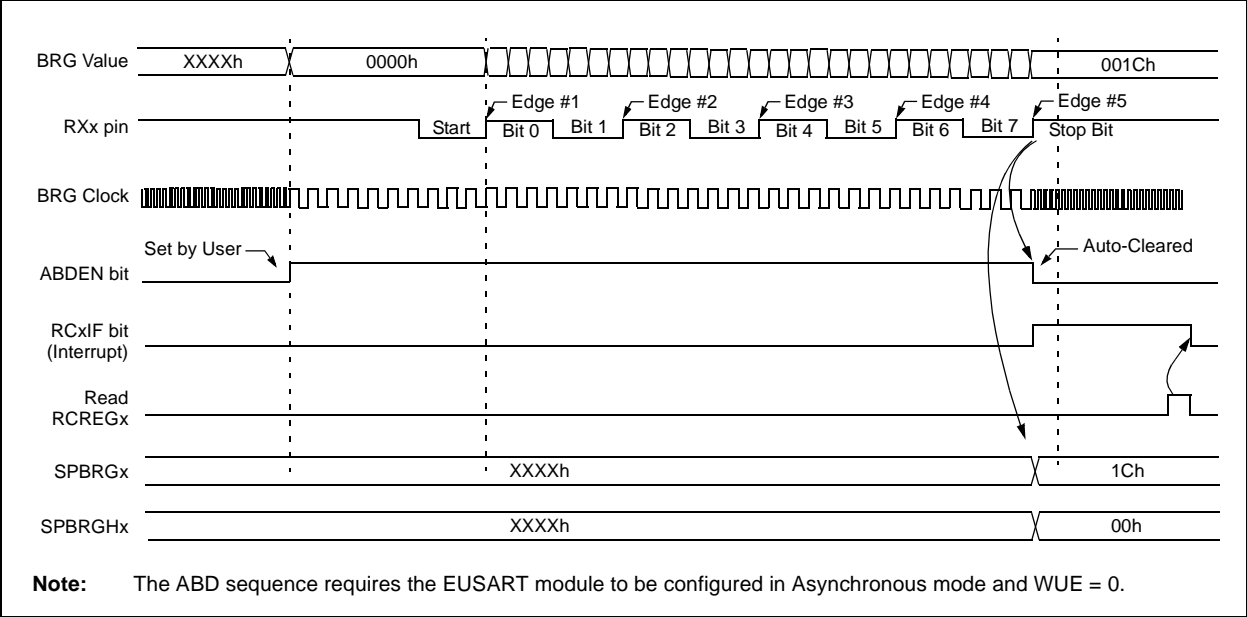 BRG Value XXXXh 0000h 001Ch
Edge #1 Edge #2 Edge #3 Edge #4 Edge #5
RXx pin Start Bit 0 Bit 1 Bit 2 Bit 3 Bit 4 Bit 5 Bit 6 Bit 7 Stop Bit
BRG Clock
Set by User Auto-Cleared
ABDEN bit
RCxIF bit
(Interrupt)
Read
RCREGx
SPBRGx XXXXh 1Ch
SPBRGHx XXXXh 00h
Note: The ABD sequence requires the EUSART module to be configured in Asynchronous mode and WUE = 0.